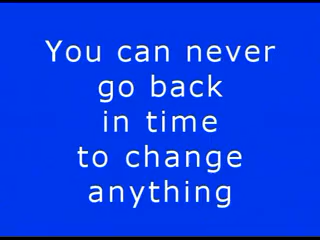 You can never
go back
in time
to change
anything